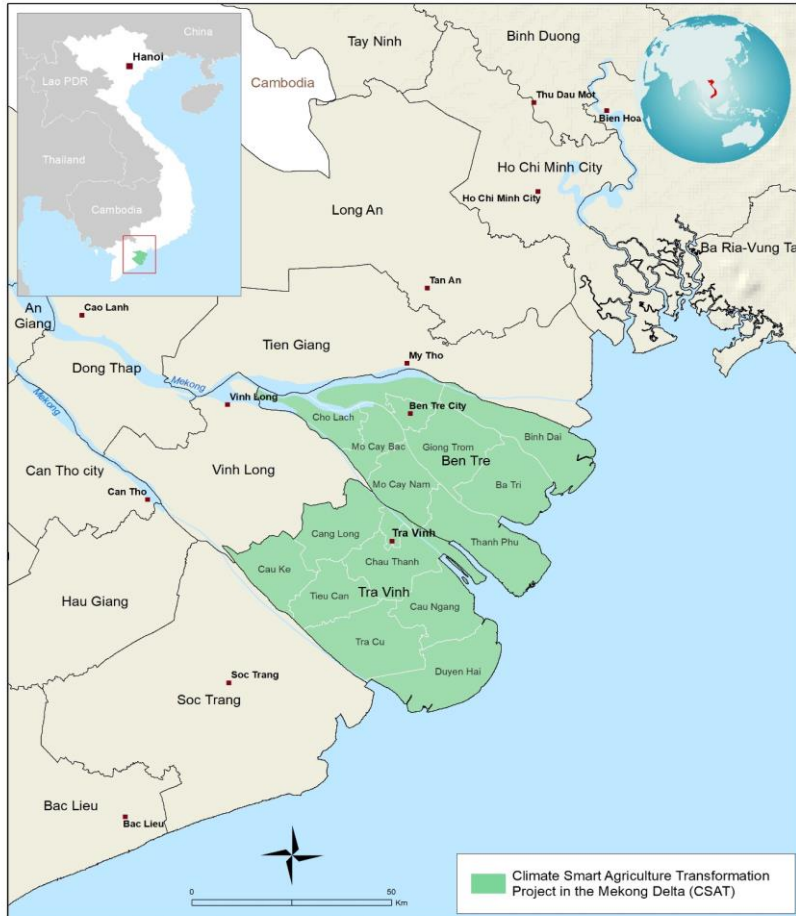 China
Hanoi
Lao PDR
Thailand
Cambodia
Cambodia
Tay Ninh
Binh Duong
Thu Dau Mot
Bien Hoa
Ho Chi Minh City
Ho Chi Minh City
Long An
Ba Ria-Vung Ta
Tan An
An
Giang
Cao Lanh
Tien Giang
Dong Thap
My Tho
Mekong
Mekong
Vinh Long
Cho Lach
Ben Tre City
Binh Dai
Mo Cay Bac
Giong Trom
Ben Tre
Can Tho city
Vinh Long
Can Tho
Mo Cay Nam
Ba Tri
Cang Long
Tra Vinh
Thanh Phu
Cau Ke
Chau Thanh
Hau Giang
Tieu Can
Tra Vinh
Cau Ngang
Tra Cu
Duyen Hai
Soc Trang
Soc Trang
Bac Lieu
Bac Lieu
0
50
Km
Climate Smart Agriculture Transformation
Project in the Mekong Delta (CSAT)